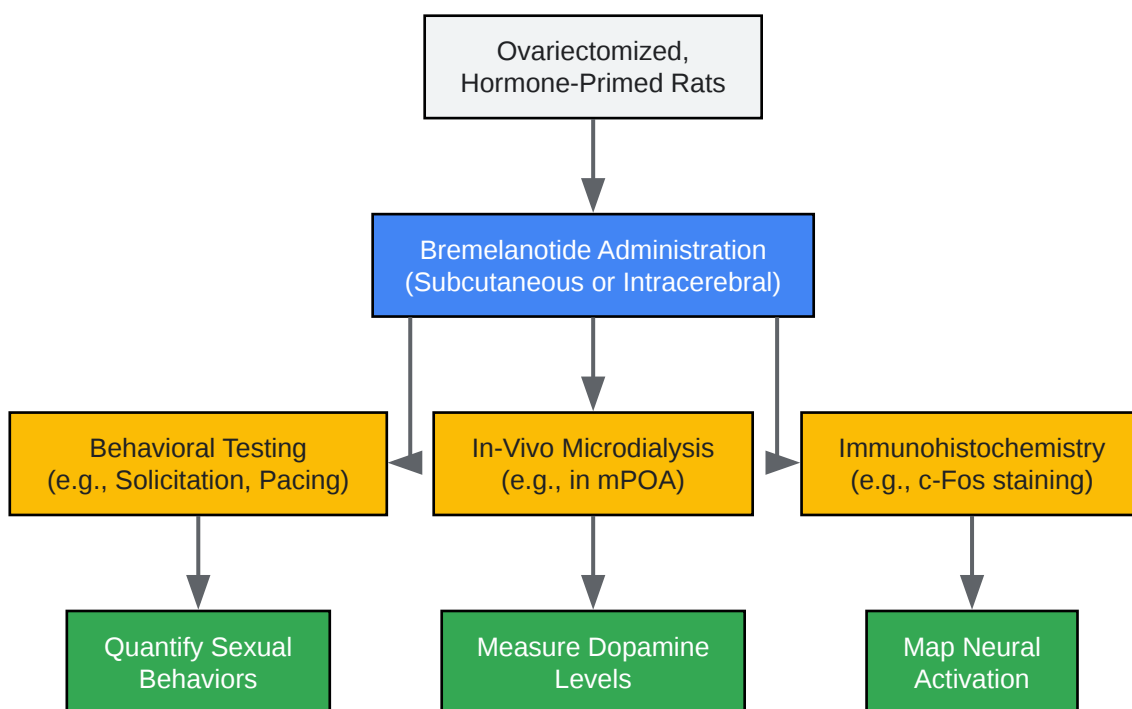 Ovariectomized,
Hormone-Primed Rats
Bremelanotide Administration
(Subcutaneous or Intracerebral)
Behavioral Testing
(e.g., Solicitation, Pacing)
In-Vivo Microdialysis
(e.g., in mPOA)
Immunohistochemistry
(e.g., c-Fos staining)
Quantify Sexual
Behaviors
Measure Dopamine
Levels
Map Neural
Activation